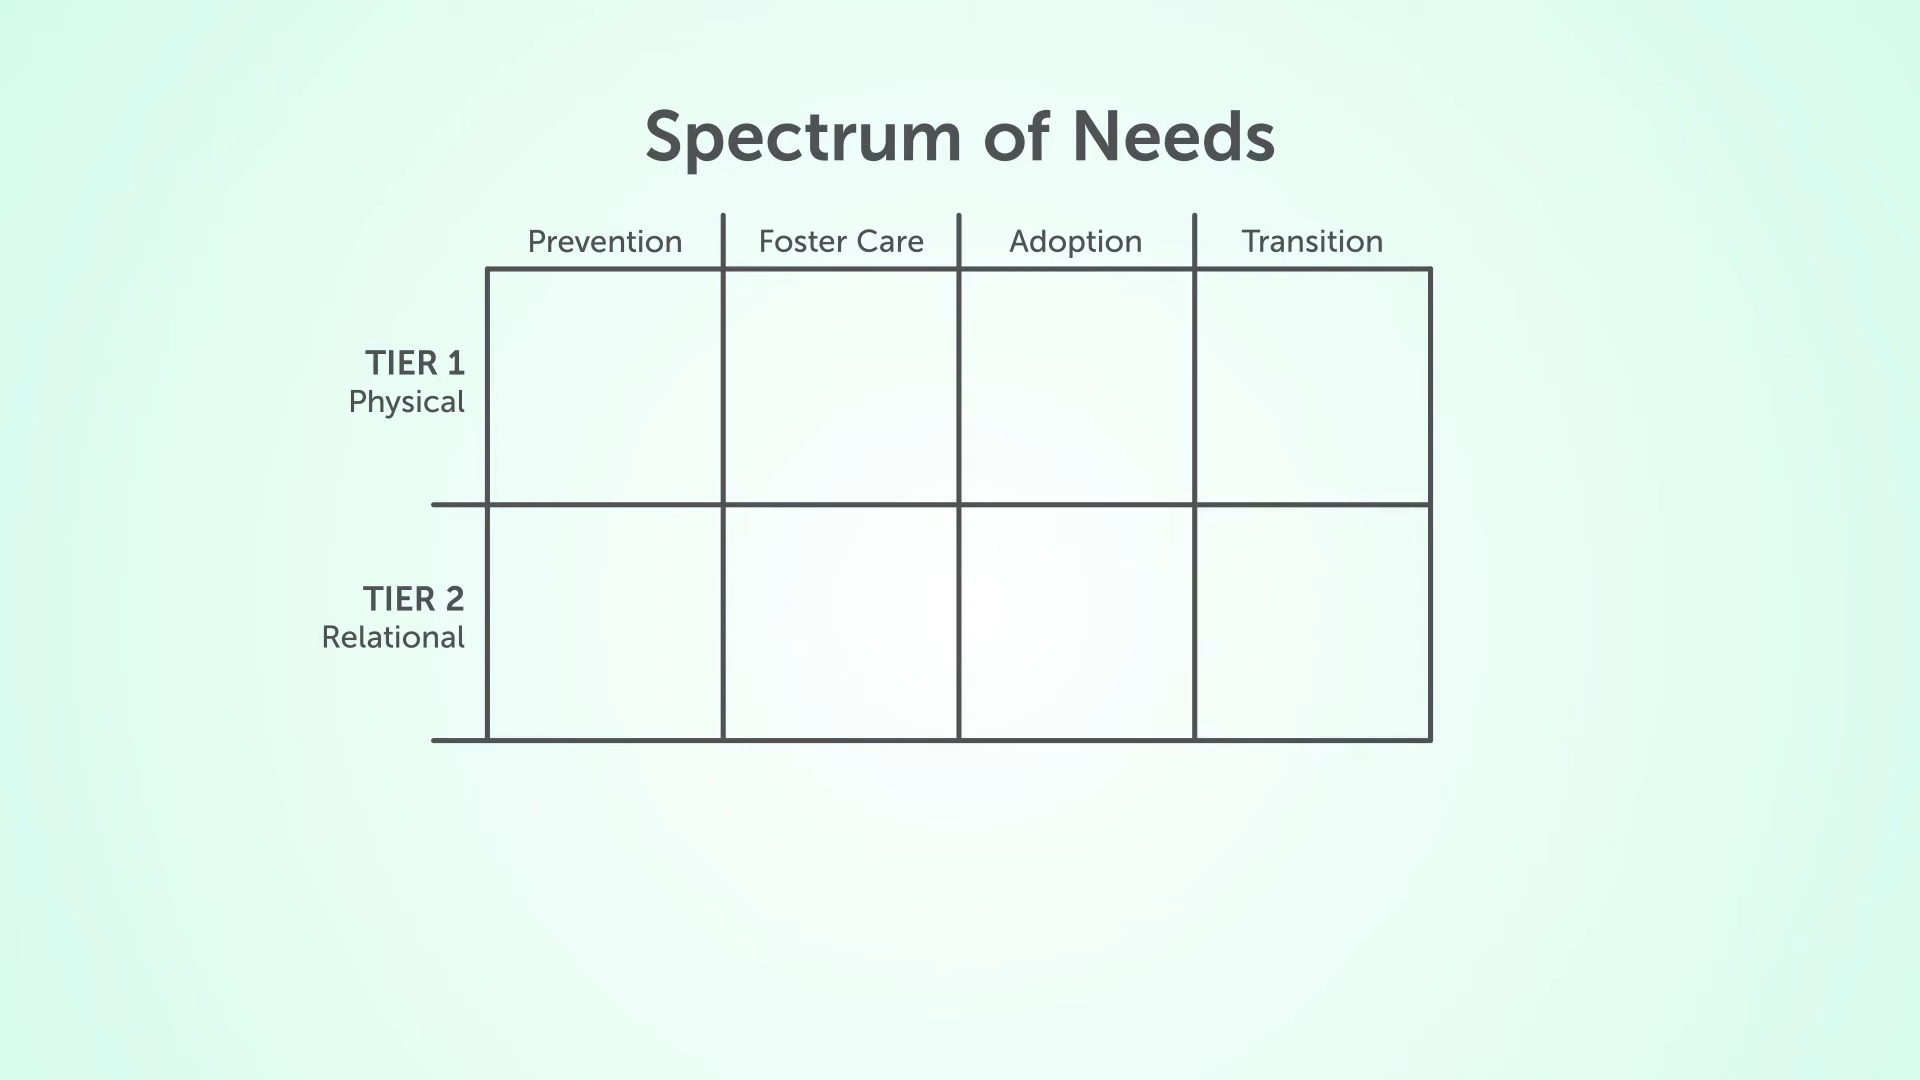 Spectrum of Needs
Prevention Foster Care Adoption Transition
TIER 1
Physical
TIER 2
Relational